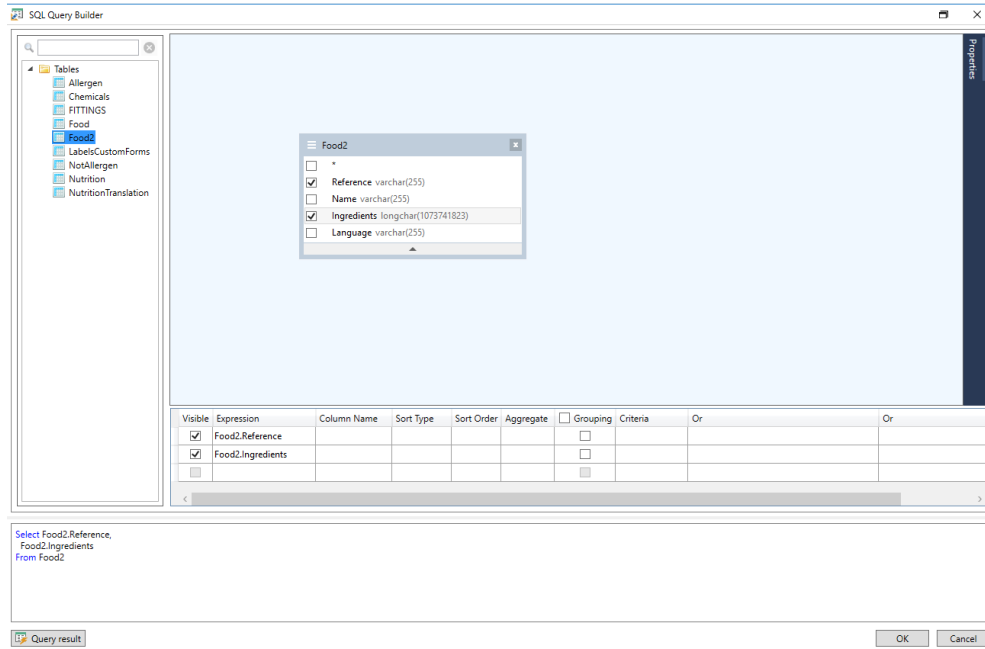 SQL Query Builder
Tables
Allergen
Chemicals
FITTINGS
Food
Food2
LabelsCustomForms
NotAllergen
Nutrition
NutritionTranslation
Food2
*
Reference varchar(255)
Name varchar(255)
Ingredients longchar(1073741823)
Language varchar(255)
Properties
Visible Expression Column Name Sort Type Sort Order Aggregate Grouping Criteria Or Or
Food2.Reference
Food2.Ingredients
Select Food2.Reference,
Food2.Ingredients
From Food2
Query result OK Cancel